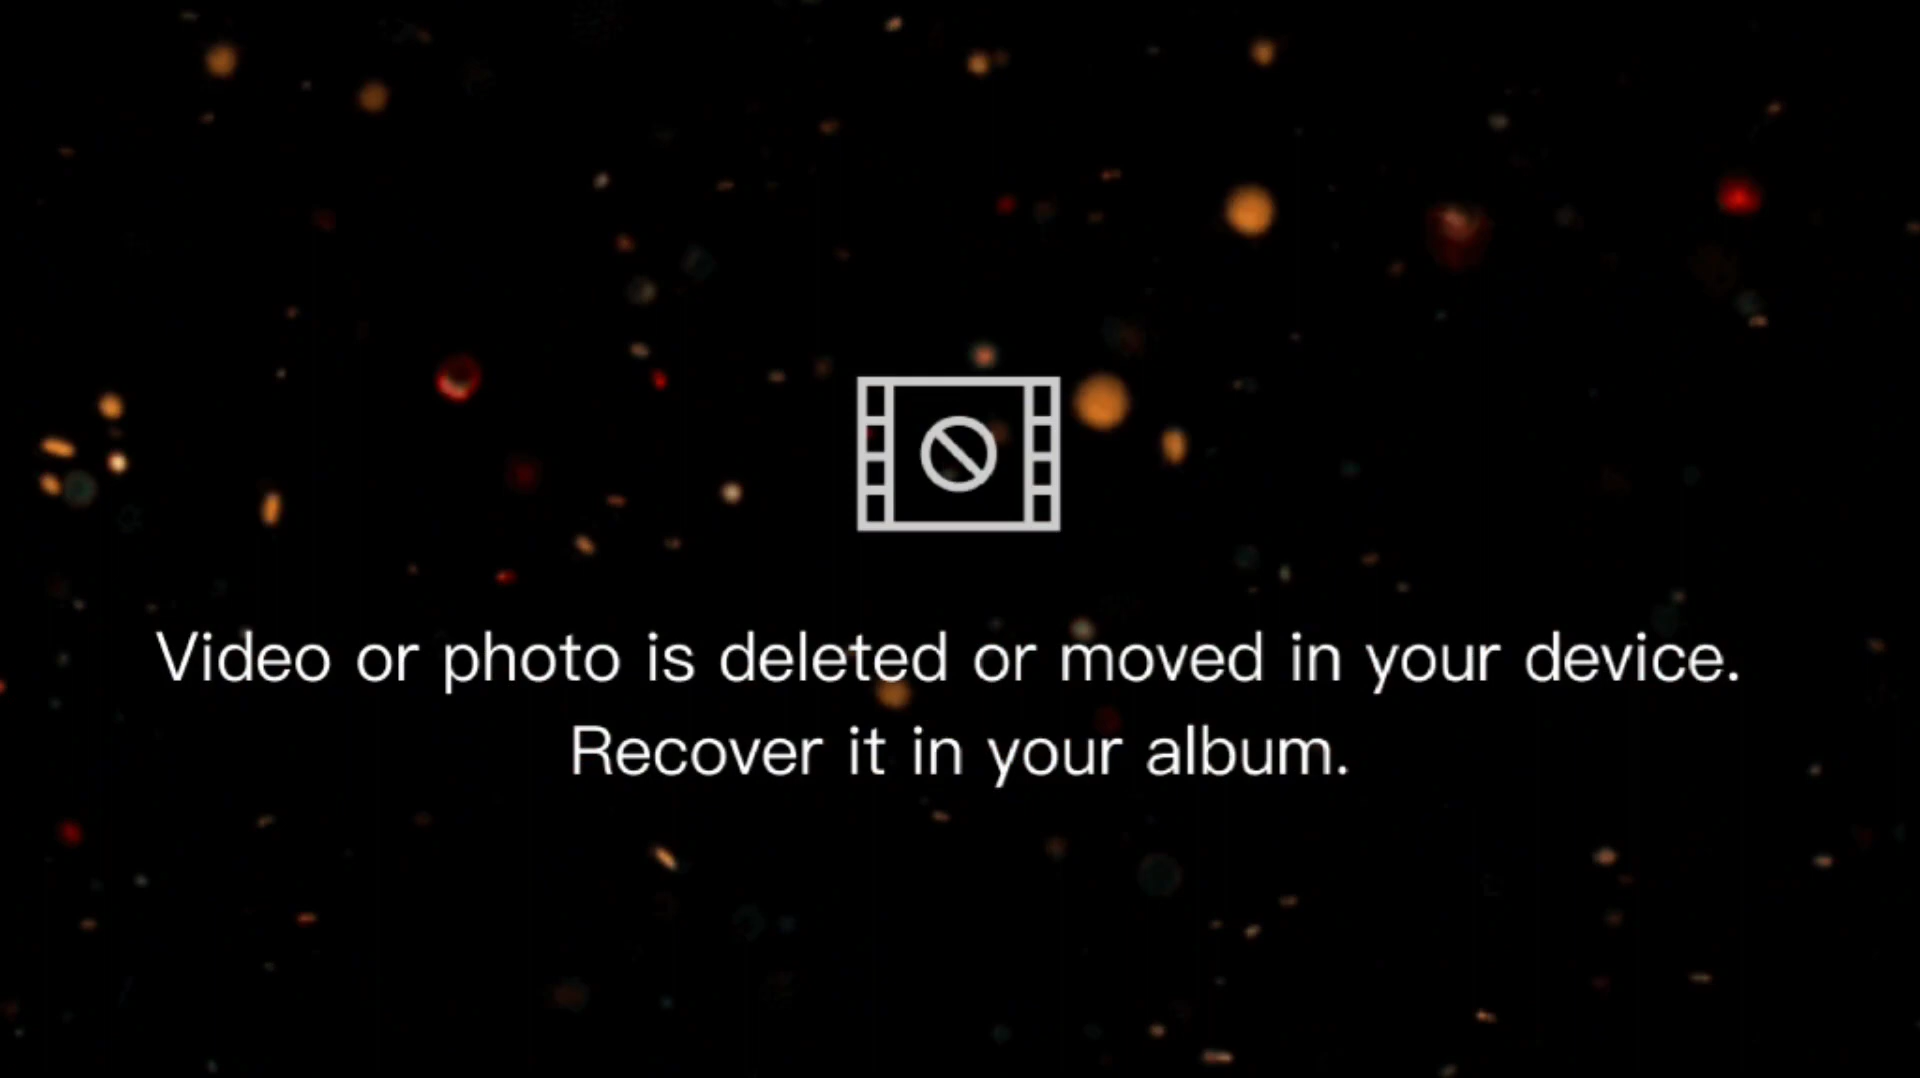 Video or photo is deleted or moved in your device.
Recover it in your album.